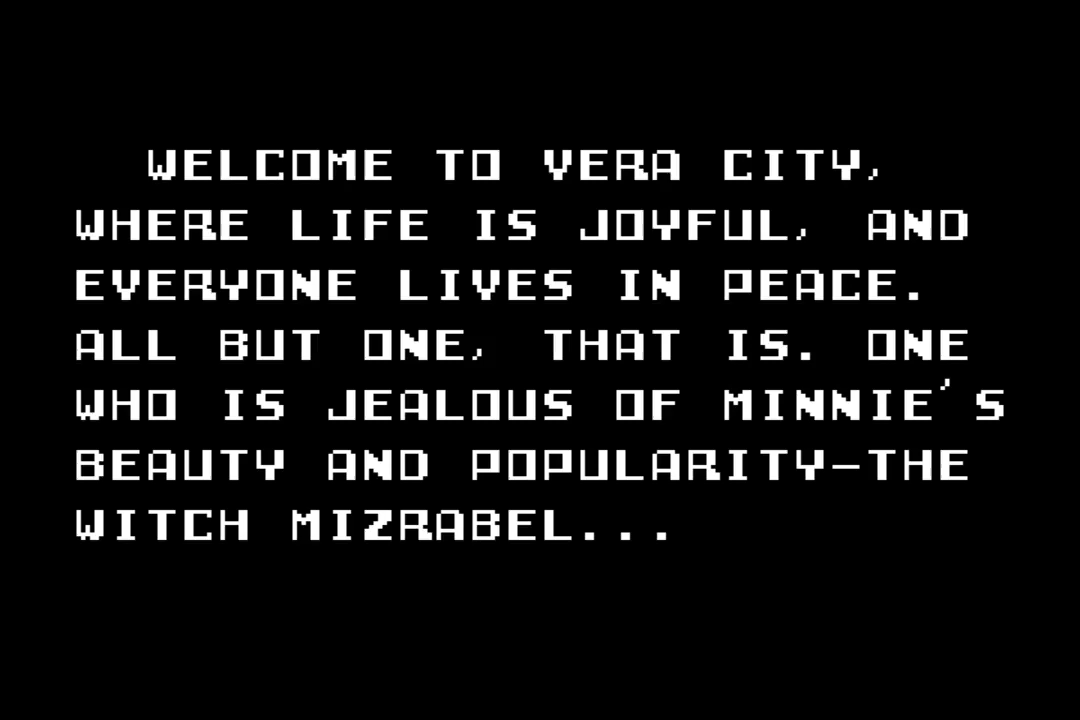 WELCOME TO VERA CITY,
WHERE LIFE IS JOYFUL, AND
EVERYONE LIVES IN PEACE.
ALL BUT ONE, THAT IS. ONE
WHO IS JEALOUS OF MINNIE'S
BEAUTY AND POPULARITY—THE
WITCH MIZRABEL...